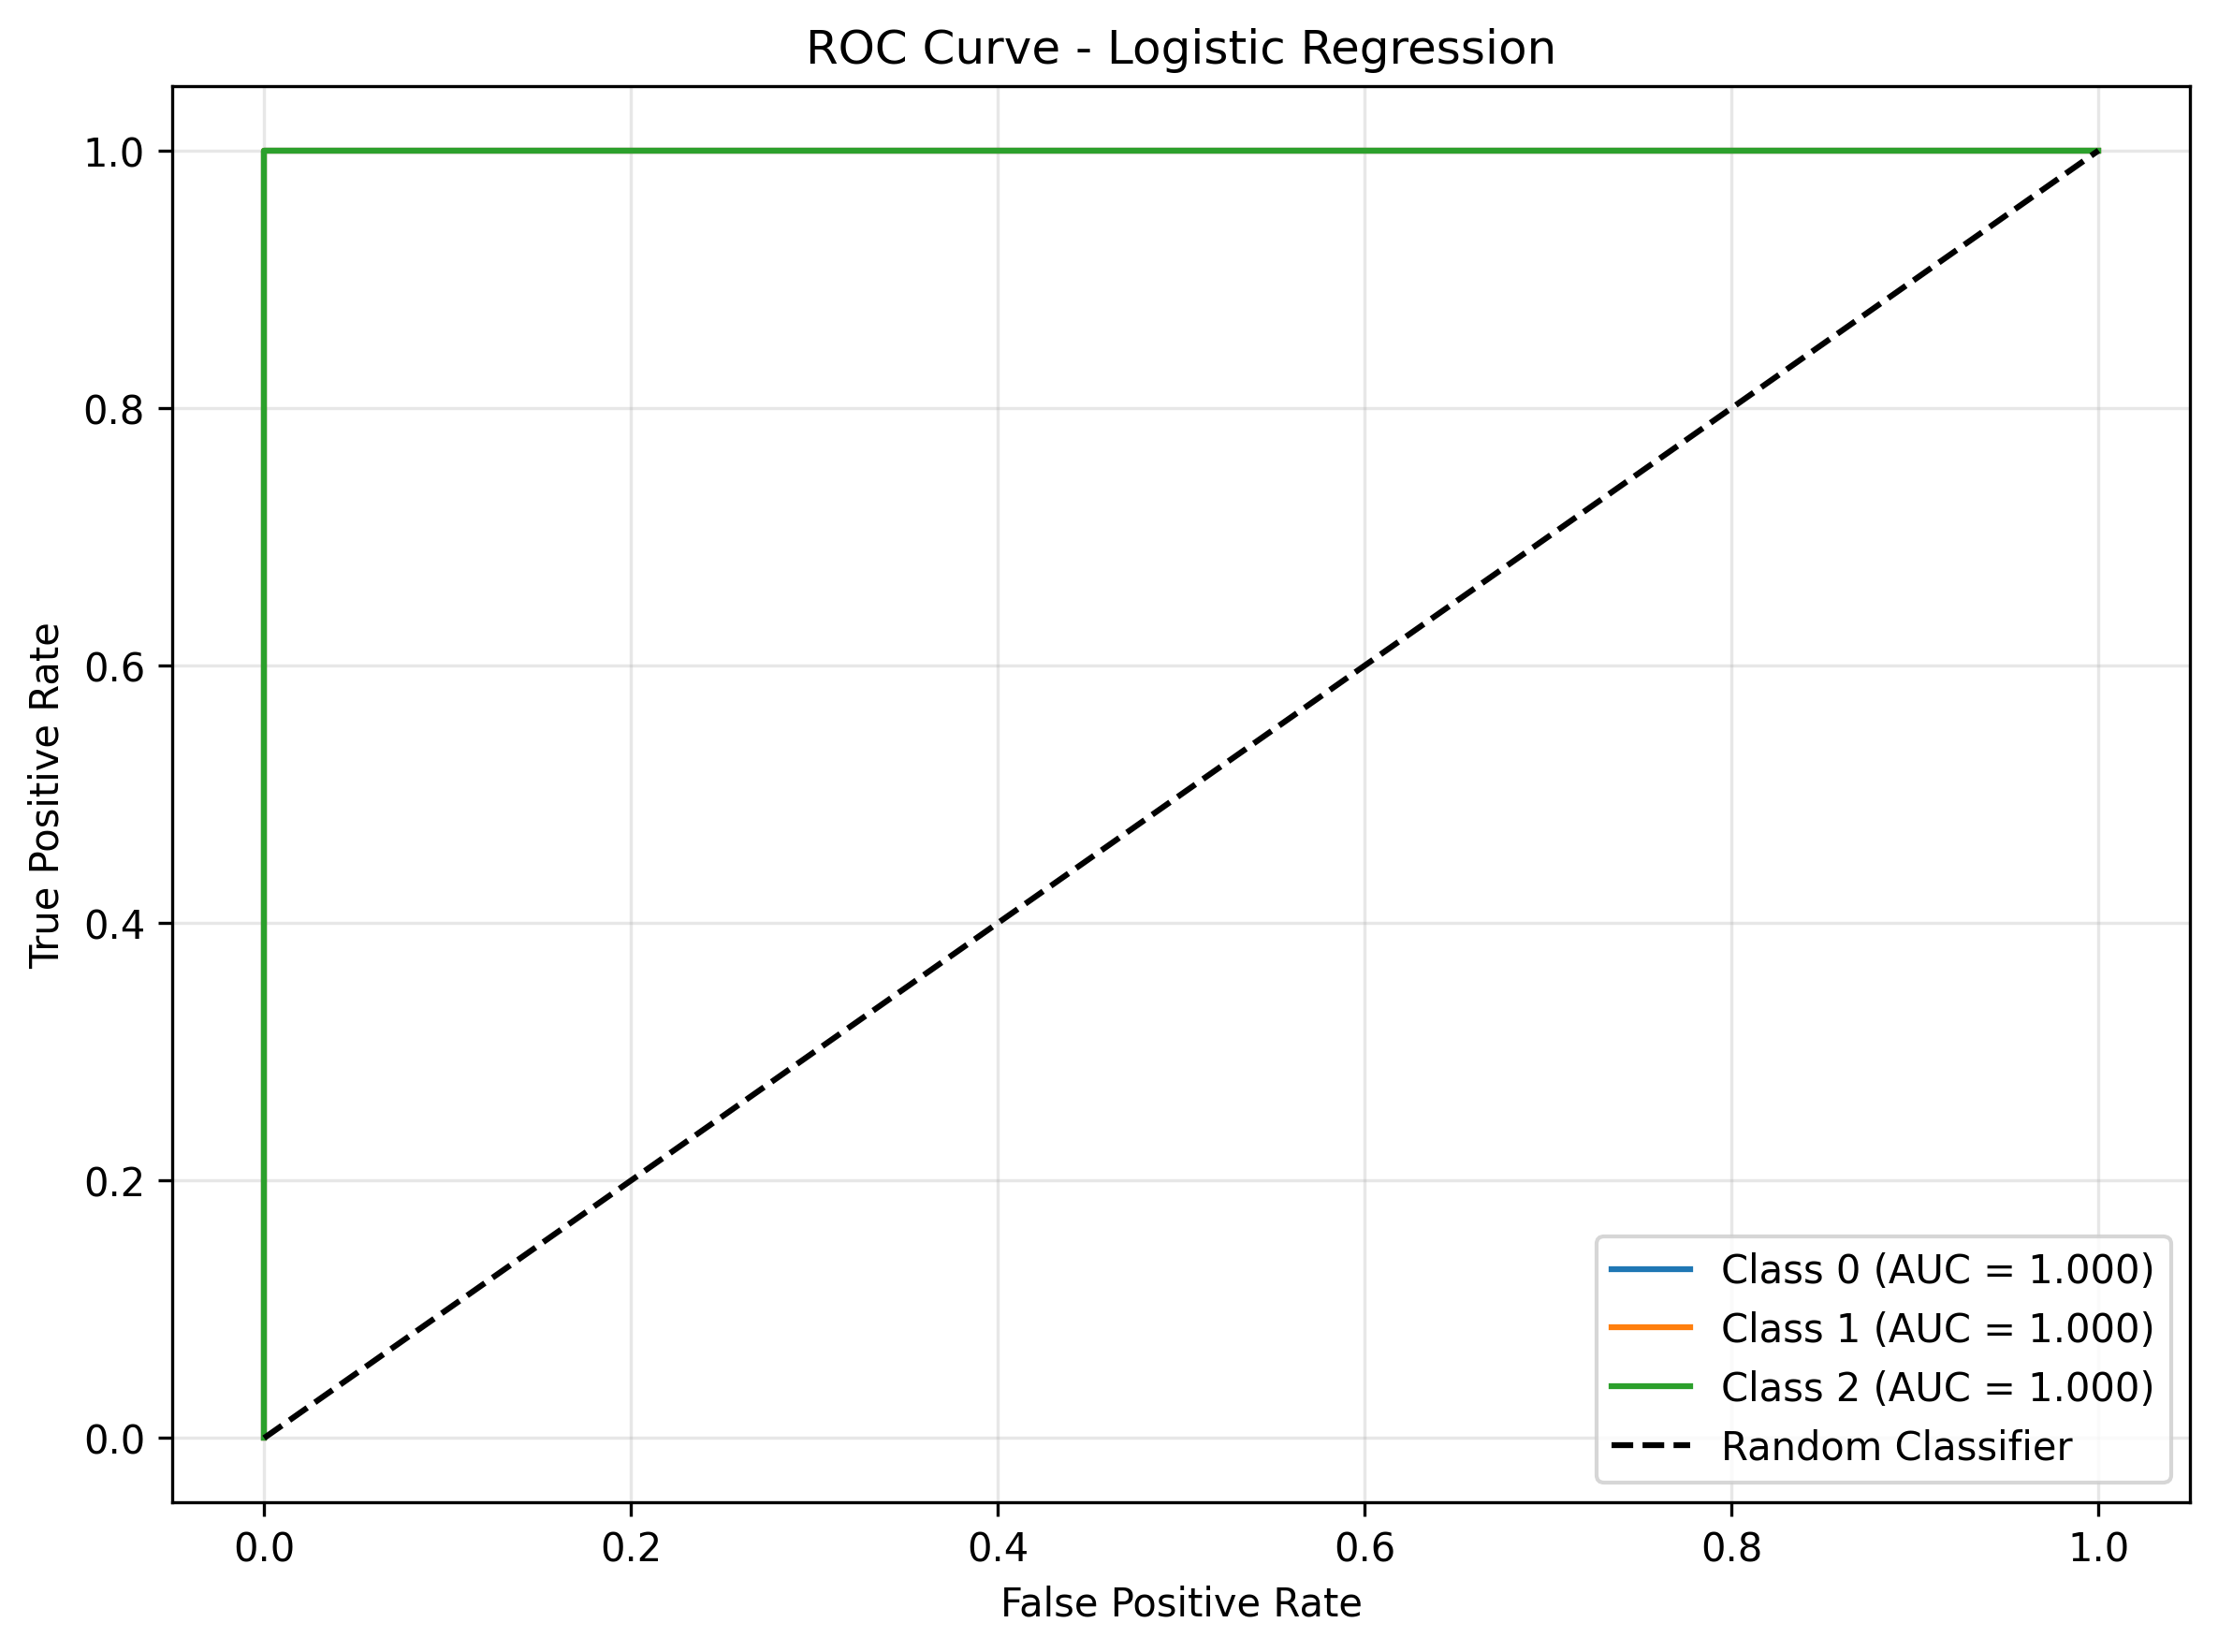 ROC Curve - Logistic Regression
True Positive Rate
1.0
0.8
0.6
0.4
0.2
0.0
Class 0 (AUC = 1.000)
Class 1 (AUC = 1.000)
Class 2 (AUC = 1.000)
Random Classifier
0.0 0.2 0.4 0.6 0.8 1.0
False Positive Rate